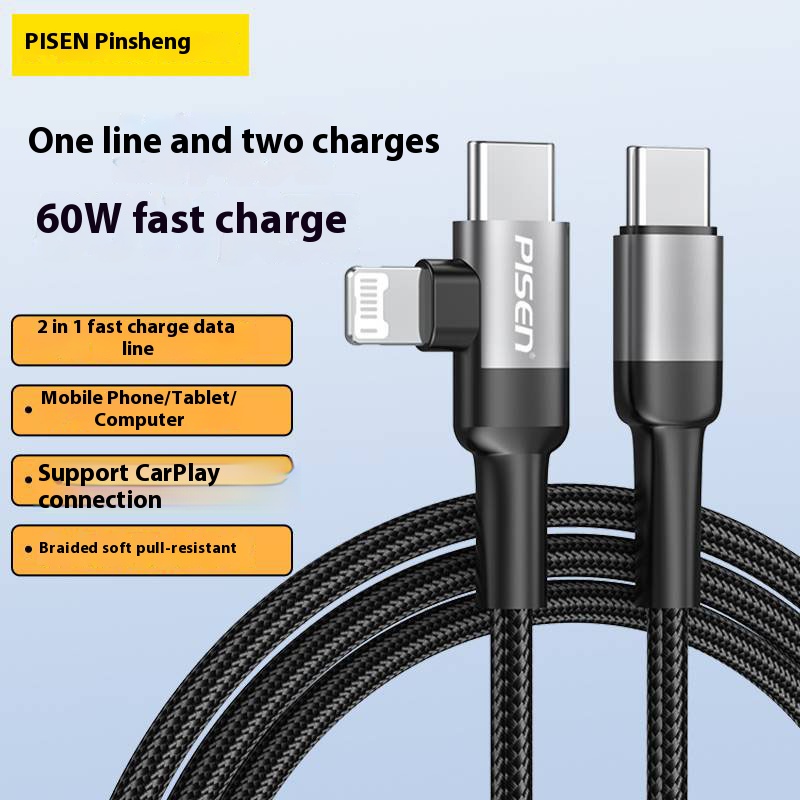 PISEN Pinsheng
One line and two charges
60W fast charge
2 in 1 fast charge data
line
• Mobile Phone/Tablet/
Computer
• Support CarPlay
connection
• Braided soft pull-resistant
PISEN®